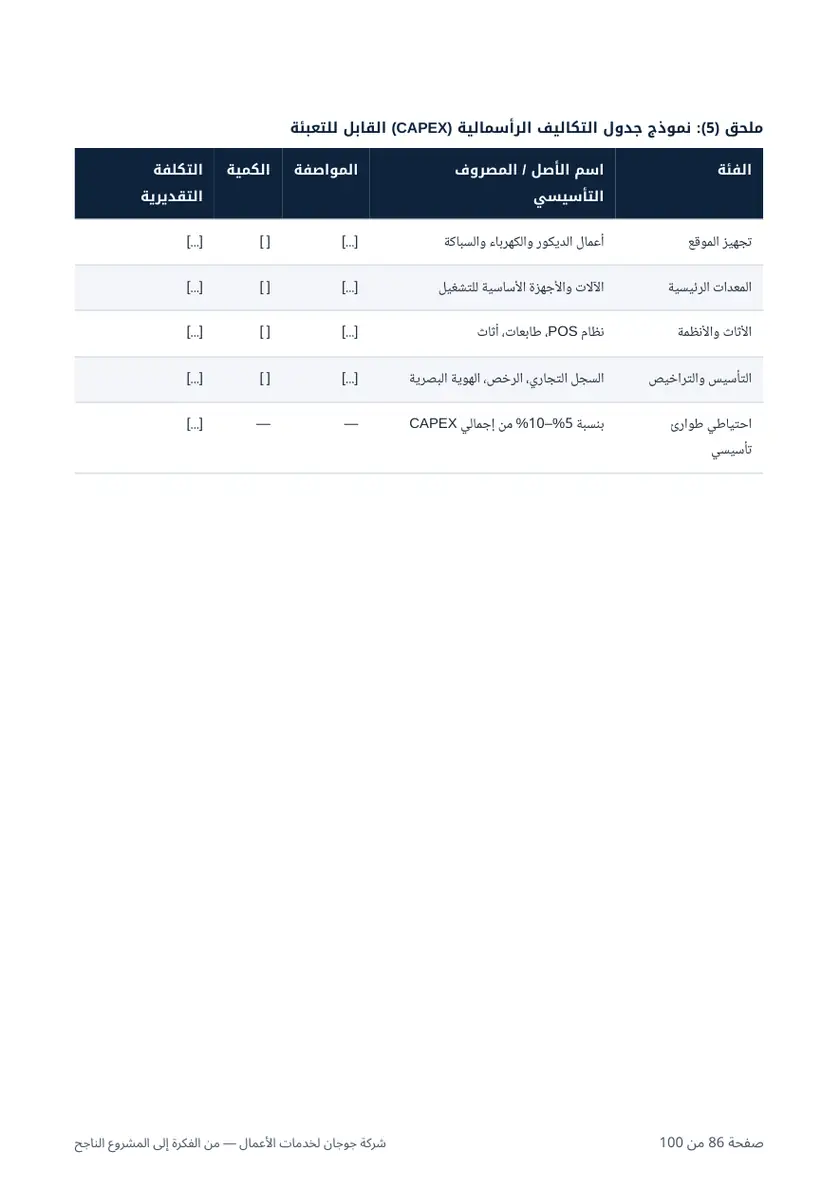 ملحق (5): نموذج جدول التكاليف الرأسمالية (CAPEX) القابل للتعبئة
الفئة اسم الأصل / المصروف المواصفة الكمية التكلفة
التأسيسي التقديرية
تجهيز الموقع أعمال الديكور والكهرباء والسباكة [...] [ ] [...]
المعدات الرئيسية الآلات والأجهزة الأساسية للتشغيل [...] [ ] [...]
الأثاث والأنظمة نظام POS، طابعات، أثاث [...] [ ] [...]
التأسيس والتراخيص السجل التجاري، الرخص، الهوية البصرية [...] [ ] [...]
احتياطي طوارئ بنسبة 5%–10% من إجمالي CAPEX — — [...]
تأسيسي
صفحة 86 من 100 شركة جوجان لخدمات الأعمال — من الفكرة إلى المشروع الناجح